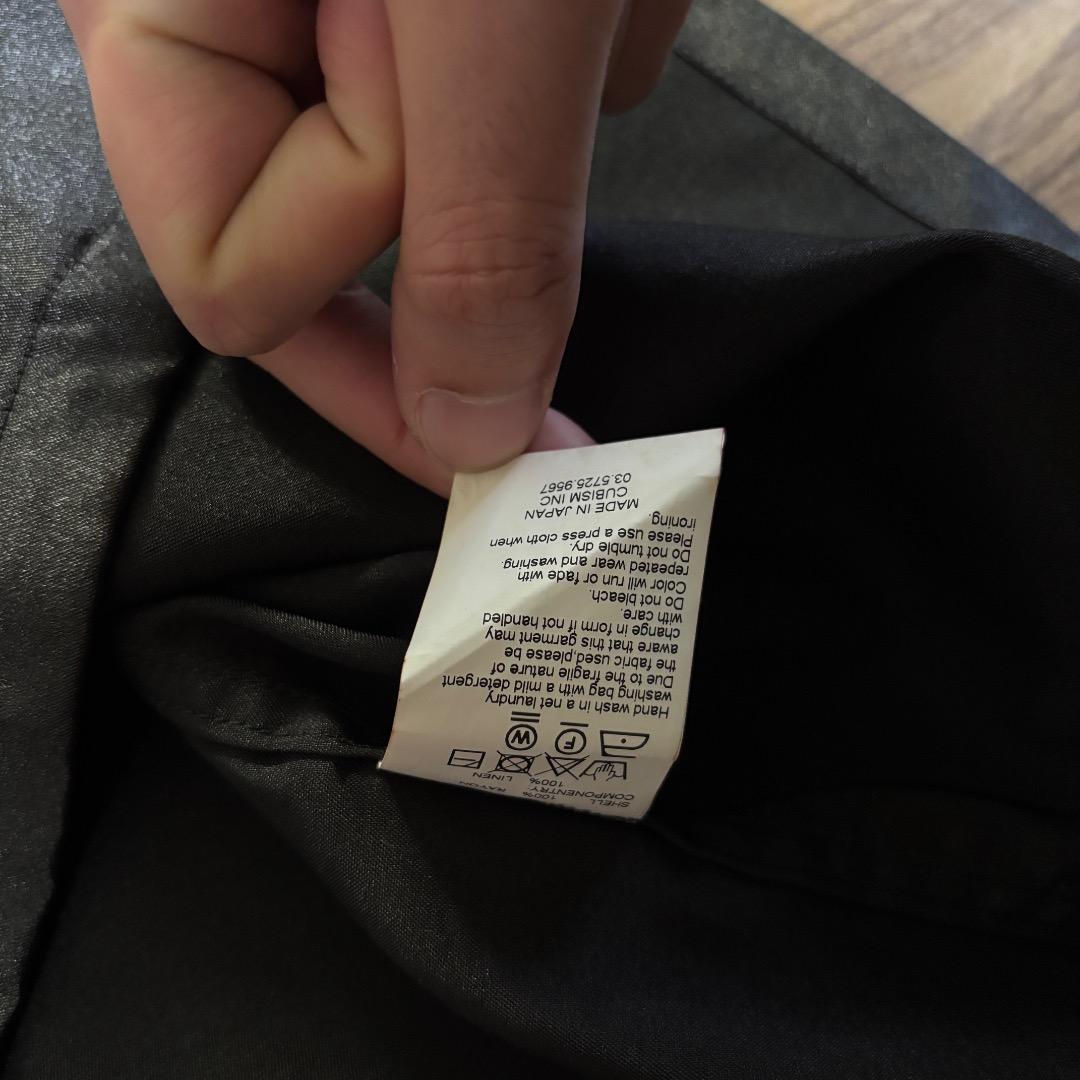 SHELL 100% RAYON
COMPONENTRY: 100% LINEN
F W
Hand wash in a net laundry
washing bag with a mild detergent
Due to the fragile nature of
the fabric used,please be
aware that this garment may
change in form if not handled
with care.
Do not bleach.
Color will run or fade with
repeated wear and washing.
Do not tumble dry.
Please use a press cloth when
ironing.
MADE IN JAPAN
CUBISM INC
03.5725.9567